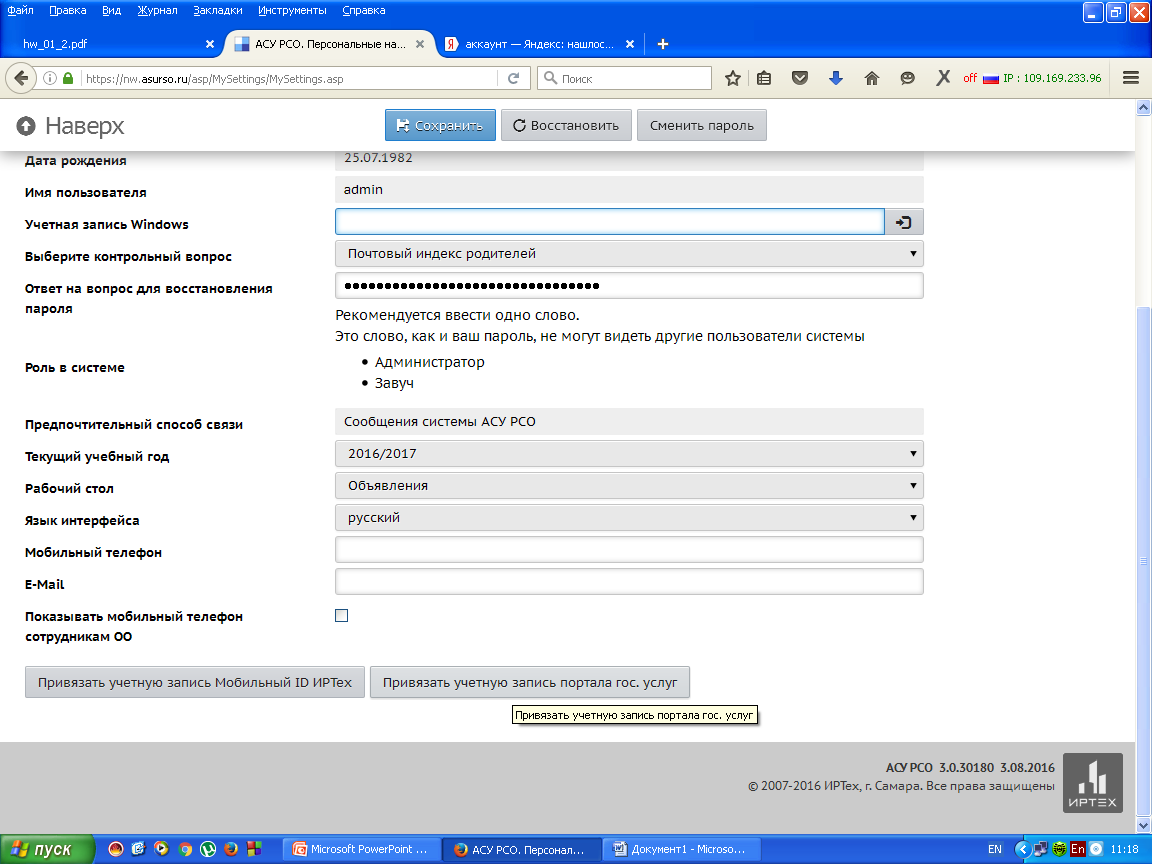 Файл Правка Вид Журнал Закладки Инструменты Справка
hw_01_2.pdf
АСУ РСО. Персональные на...
аккаунт — Яндекс: нашлос...
https://nw.asurso.ru/asp/MySettings/MySettings.asp
Поиск
off IP : 109.169.233.96
Наверх
Сохранить
Восстановить
Сменить пароль
Дата рождения 25.07.1982
Имя пользователя admin
Учетная запись Windows
Выберите контрольный вопрос Почтовый индекс родителей
Ответ на вопрос для восстановления
пароля
Рекомендуется ввести одно слово.
Это слово, как и ваш пароль, не могут видеть другие пользователи системы
Роль в системе
• Администратор
• Завуч
Предпочтительный способ связи Сообщения системы АСУ РСО
Текущий учебный год 2016/2017
Рабочий стол Объявления
Язык интерфейса русский
Мобильный телефон
E-Mail
Показывать мобильный телефон
сотрудникам ОО
Привязать учетную запись Мобильный ID ИРТех
Привязать учетную запись портала гос. услуг
Привязать учетную запись портала гос. услуг
АСУ РСО 3.0.30180 3.08.2016
© 2007-2016 ИРТех, г. Самара. Все права защищены
ИРТЕХ
пуск
Microsoft PowerPoint ...
АСУ РСО. Персонал...
Документ1 - Microso...
EN
En
11:18